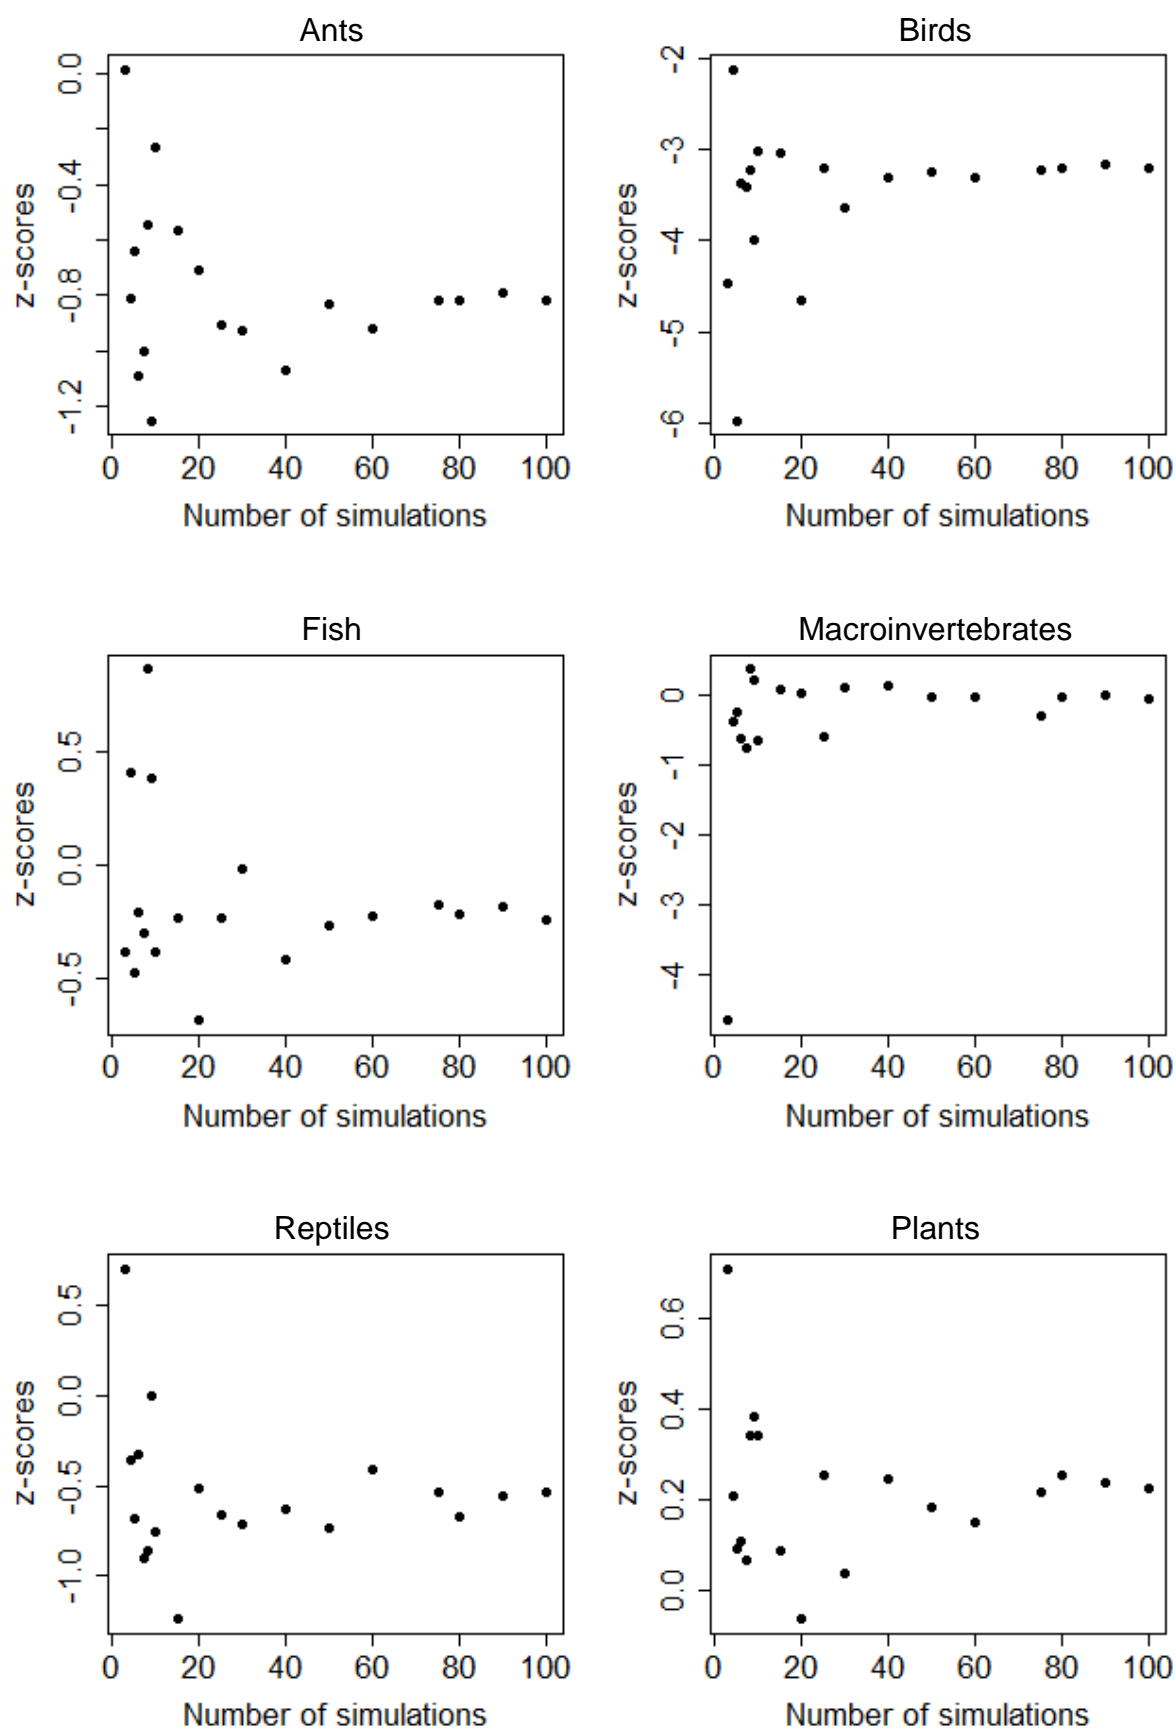 Ants
0.0
-0.4
-0.8
-1.2
z-scores
0 20 40 60 80 100
Number of simulations
Birds
-2
-3
-4
-5
-6
z-scores
0 20 40 60 80 100
Number of simulations
Fish
0.5
0.0
-0.5
z-scores
0 20 40 60 80 100
Number of simulations
Macroinvertebrates
0
-1
-2
-3
-4
z-scores
0 20 40 60 80 100
Number of simulations
Reptiles
0.5
0.0
-0.5
-1.0
z-scores
0 20 40 60 80 100
Number of simulations
Plants
0.6
0.4
0.2
0.0
z-scores
0 20 40 60 80 100
Number of simulations